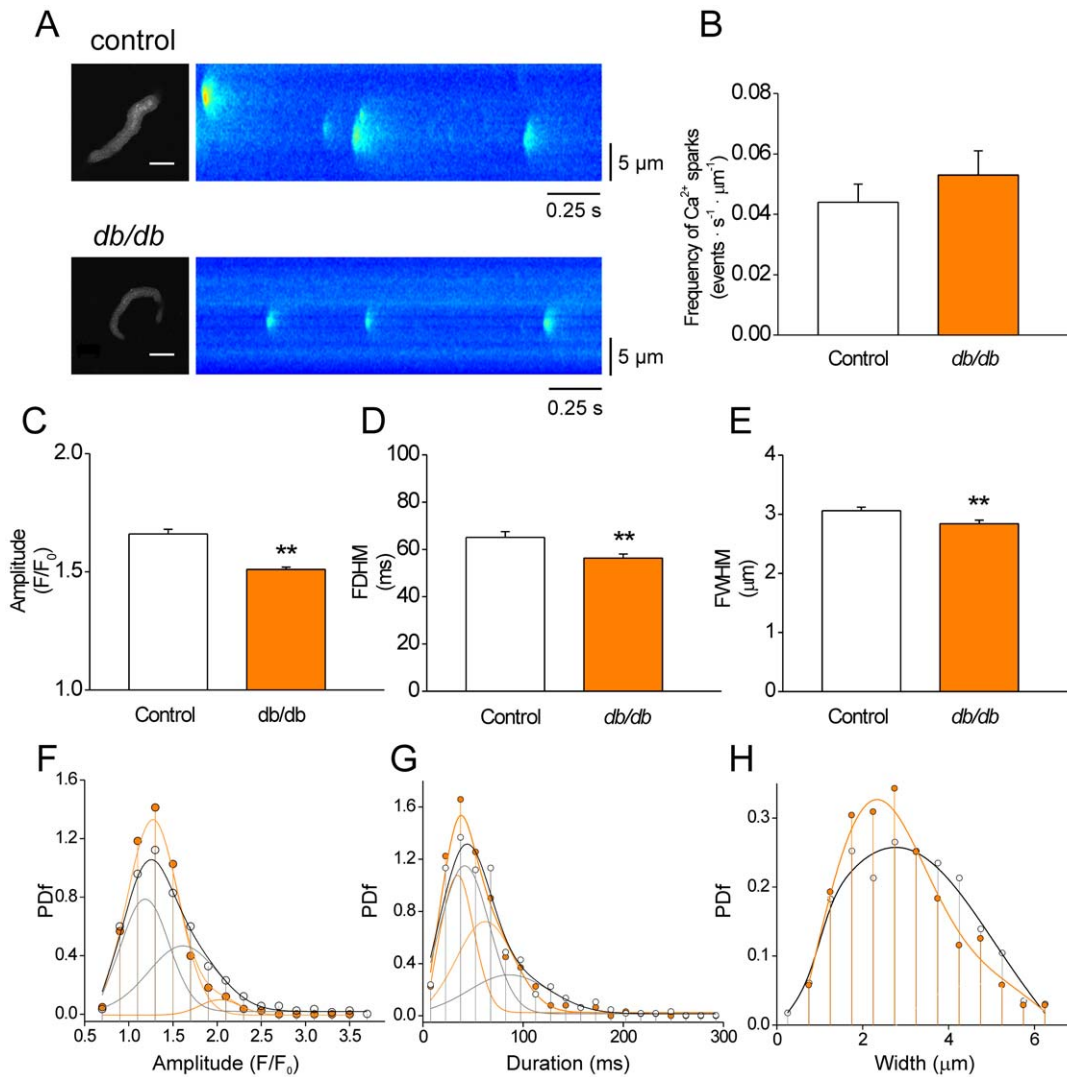 A
control
5 µm
0.25 s
db/db
5 µm
0.25 s
B
Frequency of Ca²⁺ sparks
(events · s⁻¹ · µm⁻¹)
0.08
0.06
0.04
0.02
0.00
Control
db/db
C
Amplitude
(F/F₀)
2.0
1.5
1.0
**
Control
db/db
D
FDHM
(ms)
100
80
60
40
20
0
**
Control
db/db
E
FWHM
(µm)
4
3
2
1
0
**
Control
db/db
F
PDf
1.6
1.2
0.8
0.4
0.0
0.5 1.0 1.5 2.0 2.5 3.0 3.5
Amplitude (F/F₀)
G
PDf
1.6
1.2
0.8
0.4
0.0
0 100 200 300
Duration (ms)
H
PDf
0.3
0.2
0.1
0.0
0 2 4 6
Width (µm)